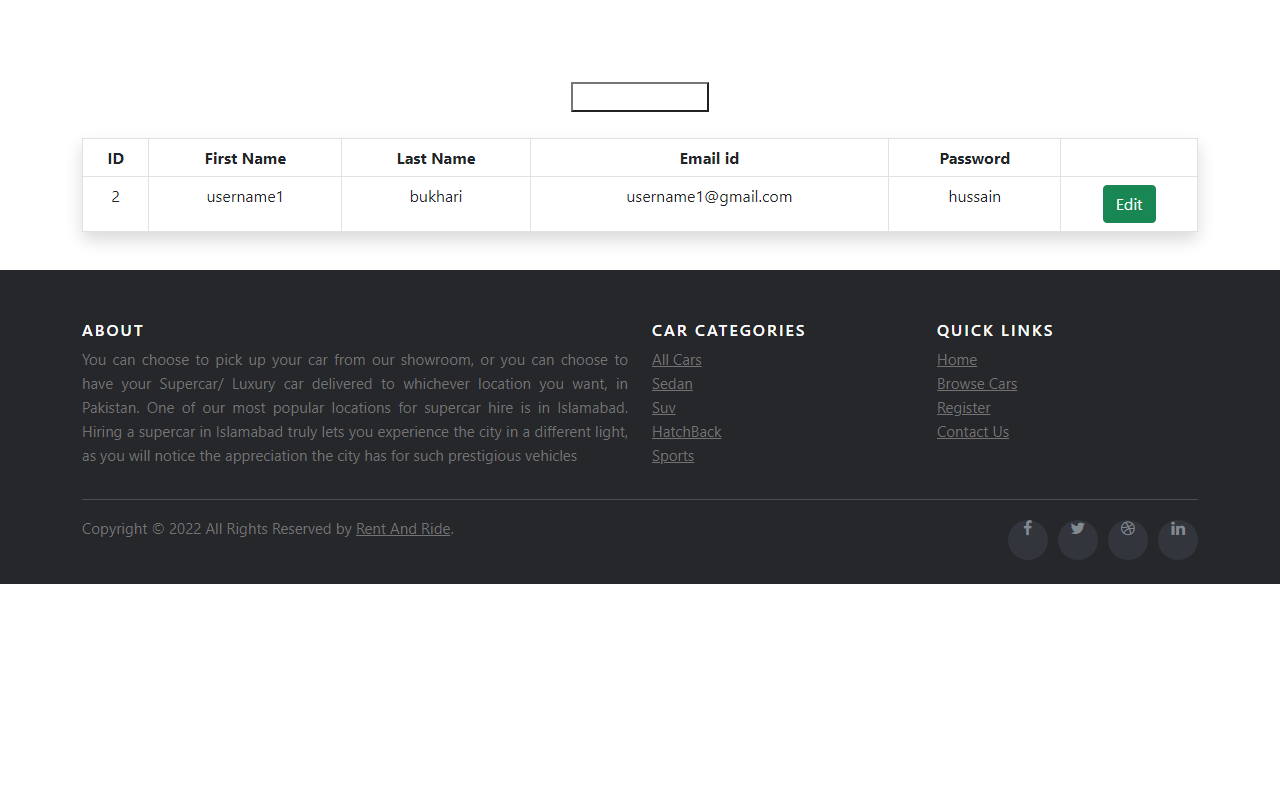 ID First Name Last Name Email id Password
2 username1 bukhari username1@gmail.com hussain Edit
ABOUT
You can choose to pick up your car from our showroom, or you can choose to
have your Supercar/ Luxury car delivered to whichever location you want, in
Pakistan. One of our most popular locations for supercar hire is in Islamabad.
Hiring a supercar in Islamabad truly lets you experience the city in a different light,
as you will notice the appreciation the city has for such prestigious vehicles
CAR CATEGORIES
All Cars
Sedan
Suv
HatchBack
Sports
QUICK LINKS
Home
Browse Cars
Register
Contact Us
Copyright © 2022 All Rights Reserved by Rent And Ride.